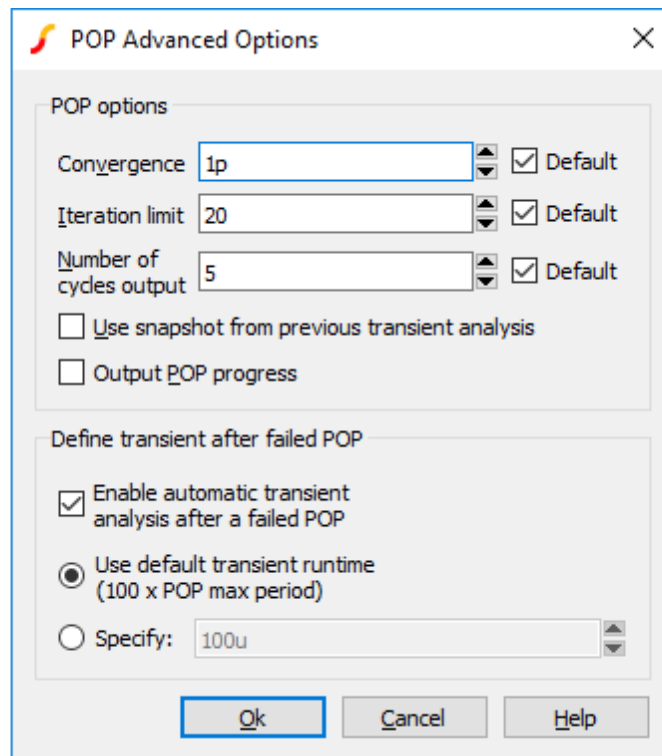 POP Advanced Options
POP options
Convergence 1p Default
Iteration limit 20 Default
Number of
cycles output 5 Default
Use snapshot from previous transient analysis
Output POP progress
Define transient after failed POP
Enable automatic transient
analysis after a failed POP
Use default transient runtime
(100 x POP max period)
Specify: 100u
Ok Cancel Help